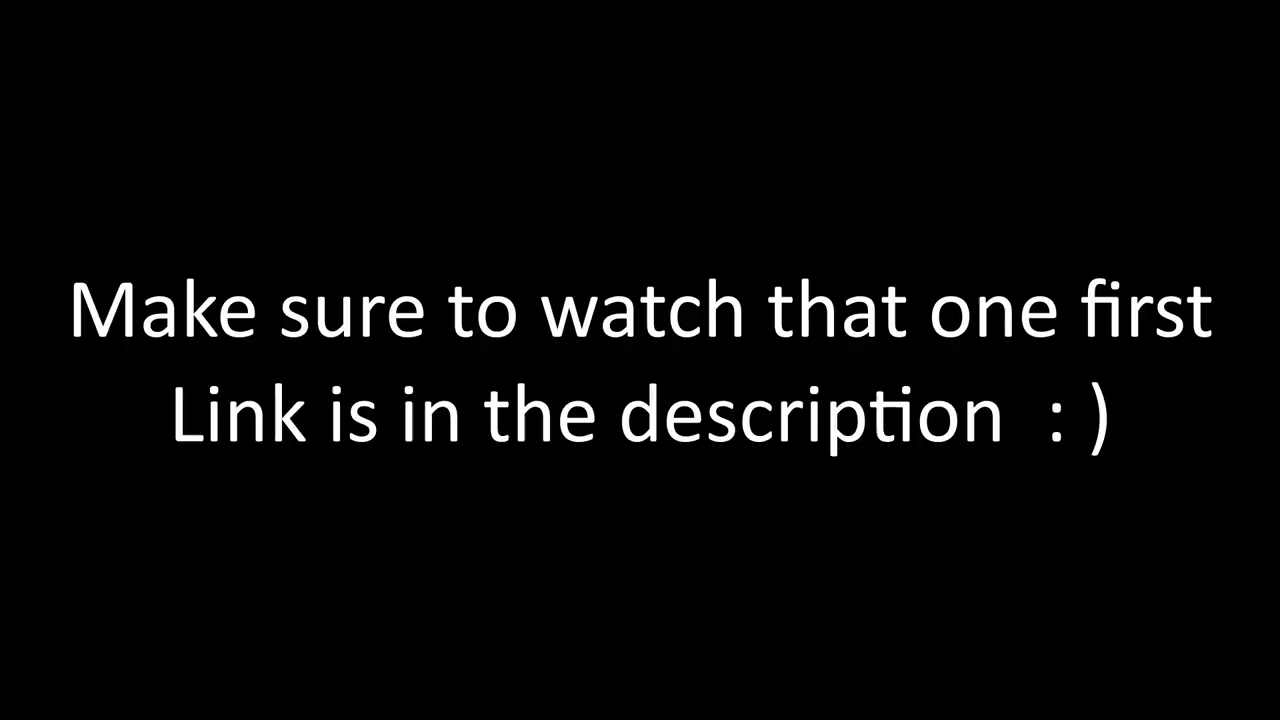 Make sure to watch that one first
Link is in the description  : )